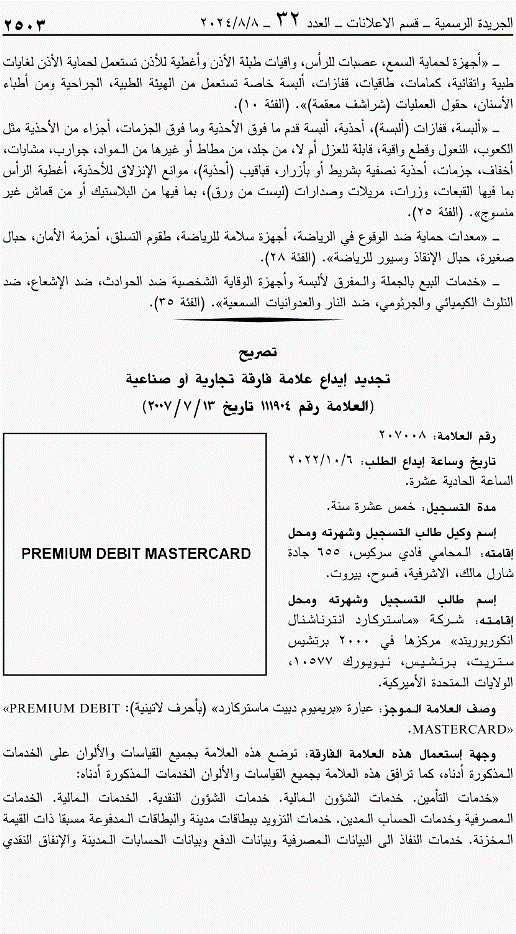 الجريدة الرسمية ــ قسم الاعلانات ــ العدد ٣٢ ــ ٢٠٢٤/٨/٨
٢٥٠٣
ــ «أجهزة لحماية السمع، عصبات للرأس، واقيات طبلة الأذن وأغطية للأذن تستعمل لحماية الأذن لغايات
طبية واتقائية، كمامات، طاقيات، قفازات، ألبسة خاصة تستعمل من الهيئة الطبية، الجراحية ومن أطباء
الأسنان، حقول العمليات (شراشف معقمة)». (الفئة ١٠).
ــ «ألبسة، قفازات (ألبسة)، أحذية، ألبسة قدم ما فوق الأحذية وما فوق الجزمات، أجزاء من الأحذية مثل
الكعوب، النعول وقطع واقية، قابلة للعزل أم لا، من جلد، من مطاط أو غيرها من المواد، جوارب، مشايات،
أخفاف، جزمات، أحذية نصفية بشريط أو بأزرار، قباقيب (أحذية)، موانع الإنزلاق للأحذية، أغطية الرأس
بما فيها القبعات، وزرات، مريلات وصدارات (ليست من ورق)، بما فيها من البلاستيك أو من قماش غير
منسوج». (الفئة ٢٥).
ــ «معدات حماية ضد الوقوع في الرياضة، أجهزة سلامة للرياضة، طقوم التسلق، أحزمة الأمان، حبال
صغيرة، حبال الإنقاذ وسيور للرياضة». (الفئة ٢٨).
ــ «خدمات البيع بالجملة والمفرق لألبسة وأجهزة الوقاية الشخصية ضد الحوادث، ضد الإشعاع، ضد
التلوث الكيميائي والجرثومي، ضد النار والعدوانيات السمعية». (الفئة ٣٥).
تصريح
تجديد إيداع علامة فارقة تجارية أو صناعية
(العلامة رقم ١١١٩٠٤ تاريخ ٢٠٠٧/٧/١٣)
رقم العلامة: ٢٠٧٠٠٨
تاريخ وساعة إيداع الطلب: ٢٠٢٢/١٠/٦
الساعة الحادية عشرة.
مدة التسجيل: خمس عشرة سنة.
إسم وكيل طالب التسجيل وشهرته ومحل
إقامته: المحامي فادي سركيس، ٦٥٥ جادة
شارل مالك، الاشرفية، فسوح، بيروت.
إسم طالب التسجيل وشهرته ومحل
إقامته: شركة «ماستركارد انترناشنال
انكوربوريتد» مركزها في ٢٠٠٠ برتشيس
ستريت، برتشيس، نيويورك ١٠٥٧٧،
الولايات المتحدة الأميركية.
PREMIUM DEBIT MASTERCARD
وصف العلامة الموجز: عبارة «بريميوم دبيت ماستركارد» (بأحرف لاتينية): «PREMIUM DEBIT
MASTERCARD».
وجهة إستعمال هذه العلامة الفارقة: توضع هذه العلامة بجميع القياسات والألوان على الخدمات
المذكورة أدناه، كما ترافق هذه العلامة بجميع القياسات والألوان الخدمات المذكورة أدناه:
«خدمات التأمين. خدمات الشؤون المالية. خدمات الشؤون النقدية. الخدمات المالية. الخدمات
المصرفية وخدمات الحساب المدين. خدمات التزويد ببطاقات مدينة والبطاقات المدفوعة مسبقا ذات القيمة
المخزنة. خدمات النفاذ الى البيانات المصرفية وبيانات الدفع وبيانات الحسابات المدينة والإنفاق النقدي